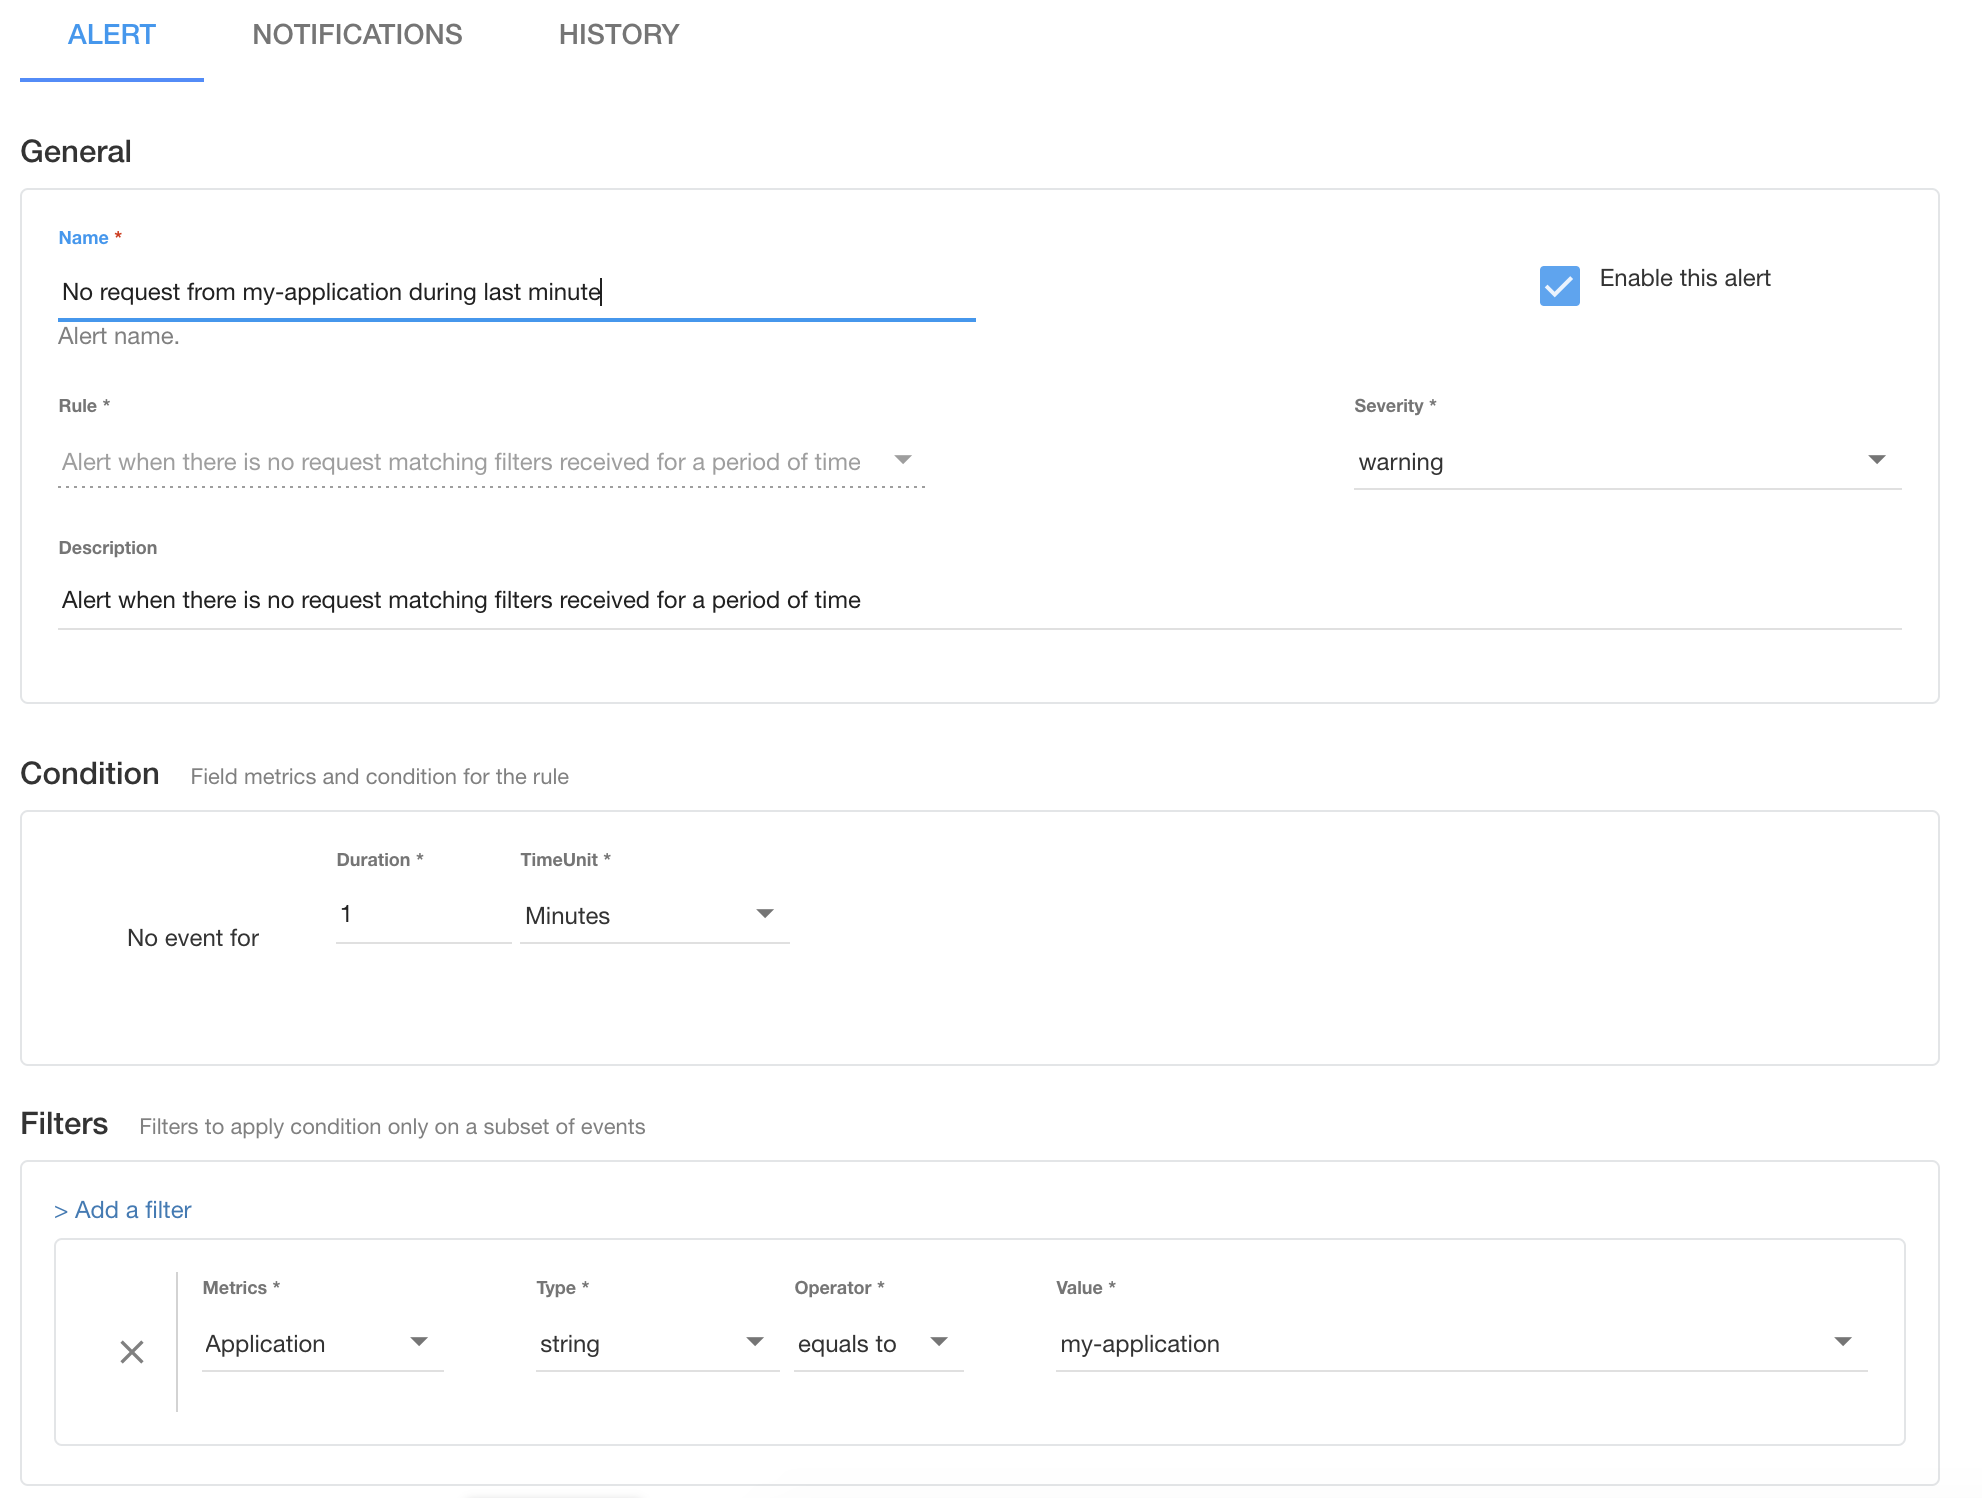 ALERT NOTIFICATIONS HISTORY
General
Name *
No request from my-application during last minute
Enable this alert
Alert name.
Rule * Severity *
Alert when there is no request matching filters received for a period of time warning
Description
Alert when there is no request matching filters received for a period of time
Condition Field metrics and condition for the rule
Duration * TimeUnit *
No event for 1 Minutes
Filters Filters to apply condition only on a subset of events
> Add a filter
Metrics * Type * Operator * Value *
Application string equals to my-application